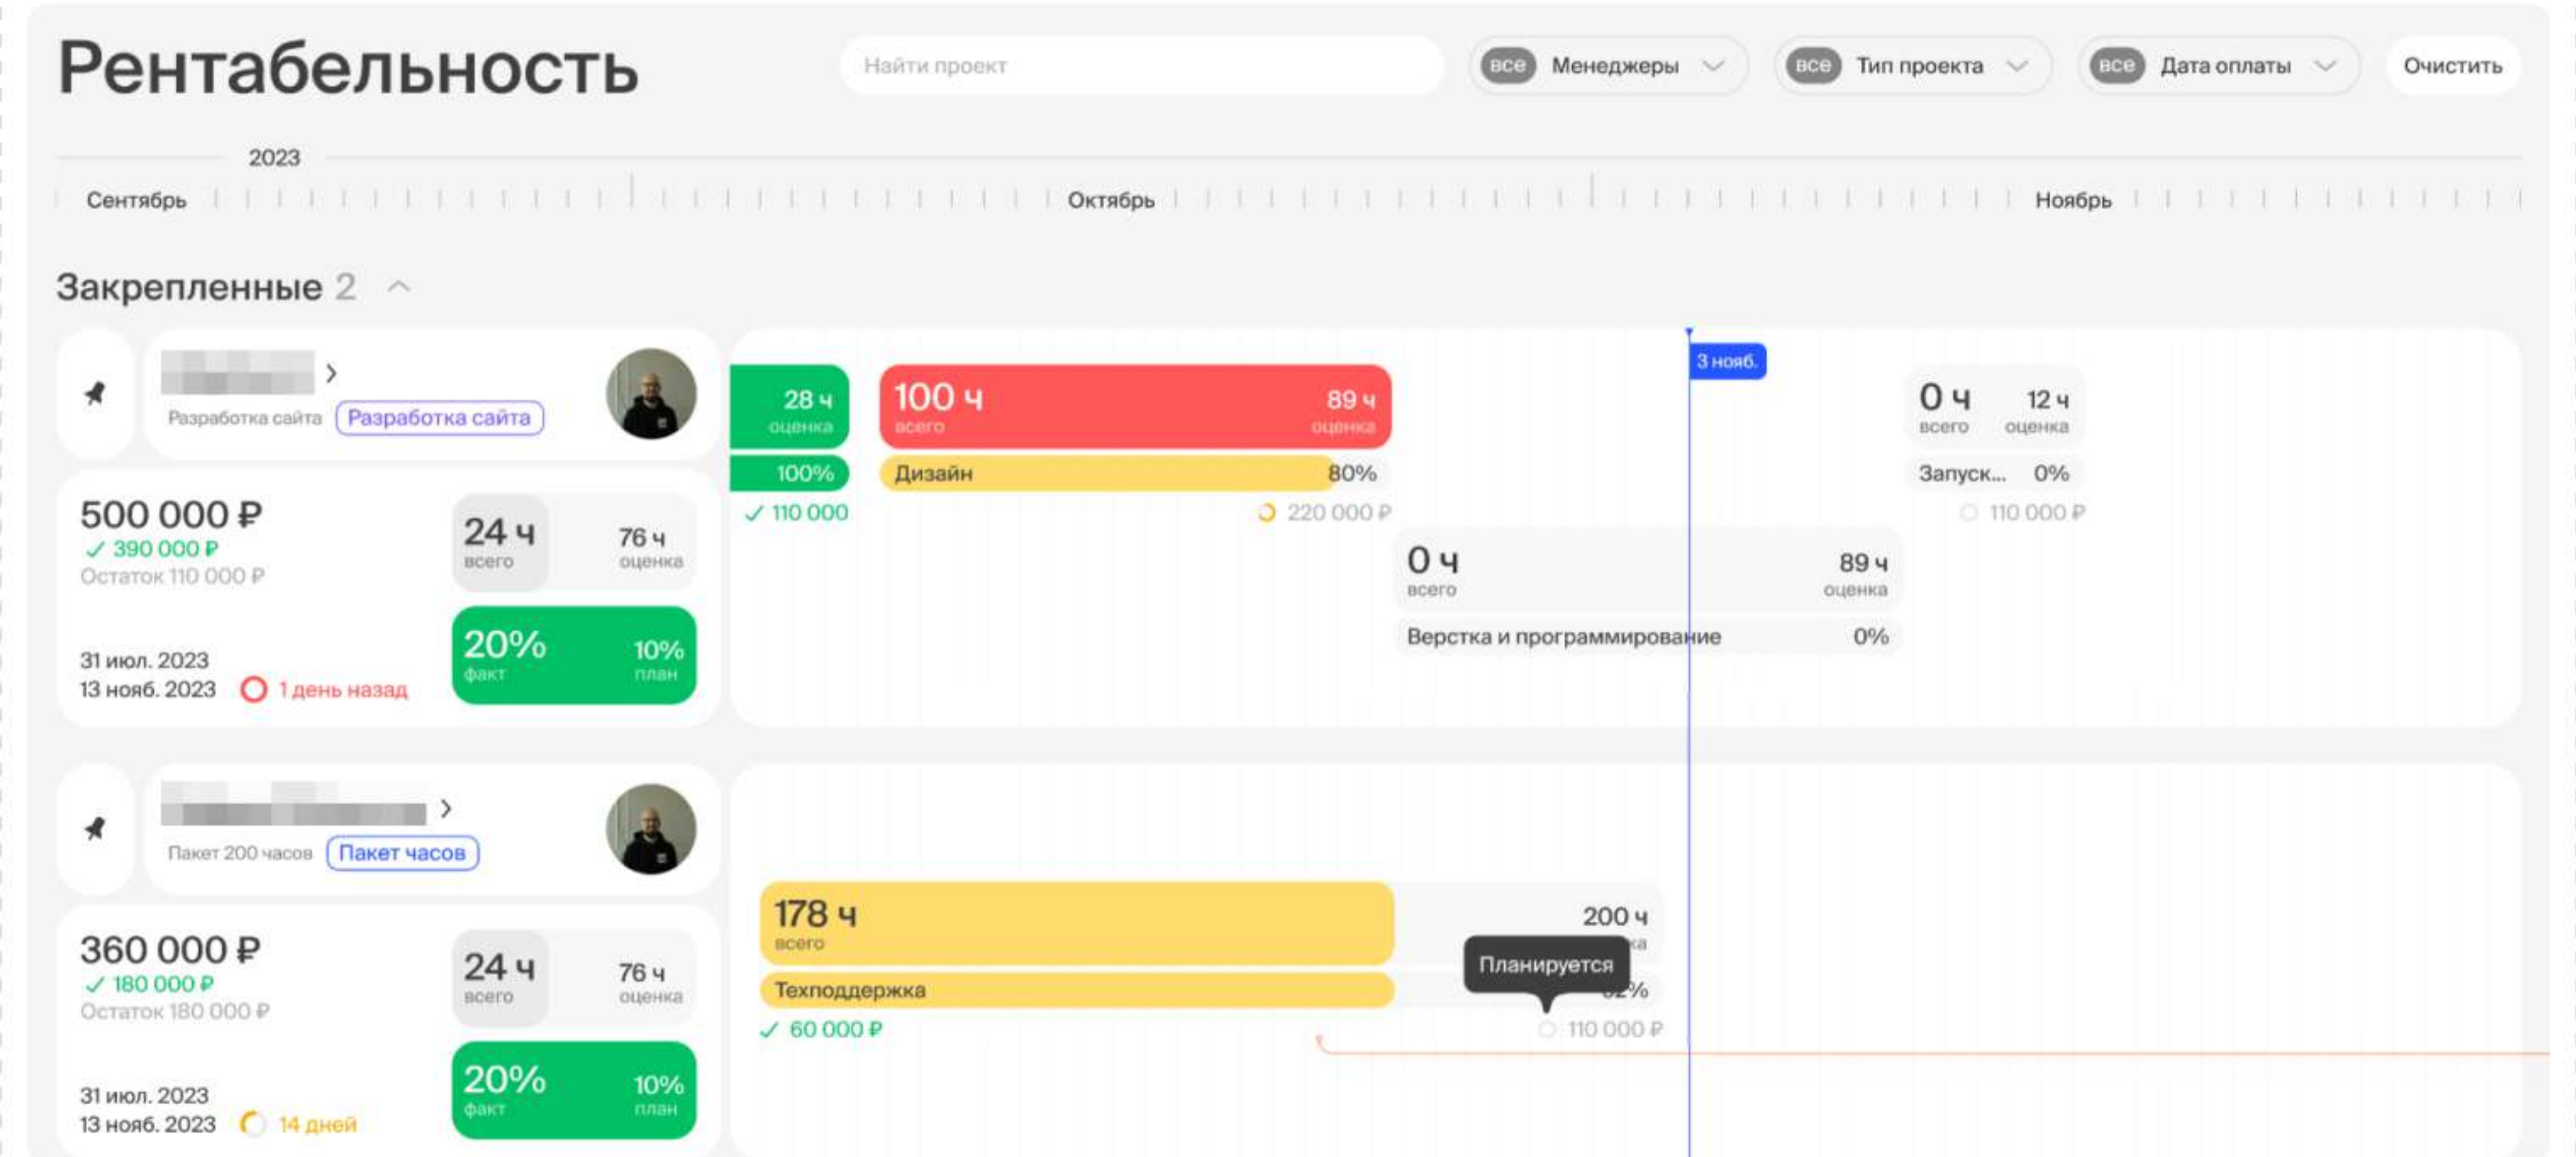 Рентабельность
Найти проект
все Менеджеры
все Тип проекта
все Дата оплаты
Очистить
2023
Сентябрь
Октябрь
Ноябрь
Закрепленные 2
Разработка сайта Разработка сайта
500 000 ₽
390 000 ₽
Остаток 110 000 ₽
31 июл. 2023
13 нояб. 2023 1 день назад
24 ч 76 ч
всего оценка
20% 10%
факт план
28 ч
оценка
100%
110 000
100 ч 89 ч
всего оценка
Дизайн 80%
220 000 ₽
0 ч 89 ч
всего оценка
Верстка и программирование 0%
3 нояб.
0 ч 12 ч
всего оценка
Запуск... 0%
110 000 ₽
Пакет 200 часов Пакет часов
360 000 ₽
180 000 ₽
Остаток 180 000 ₽
31 июл. 2023
13 нояб. 2023 14 дней
24 ч 76 ч
всего оценка
20% 10%
факт план
178 ч 200 ч
всего
Планируется
Техподдержка
60 000 ₽ 110 000 ₽